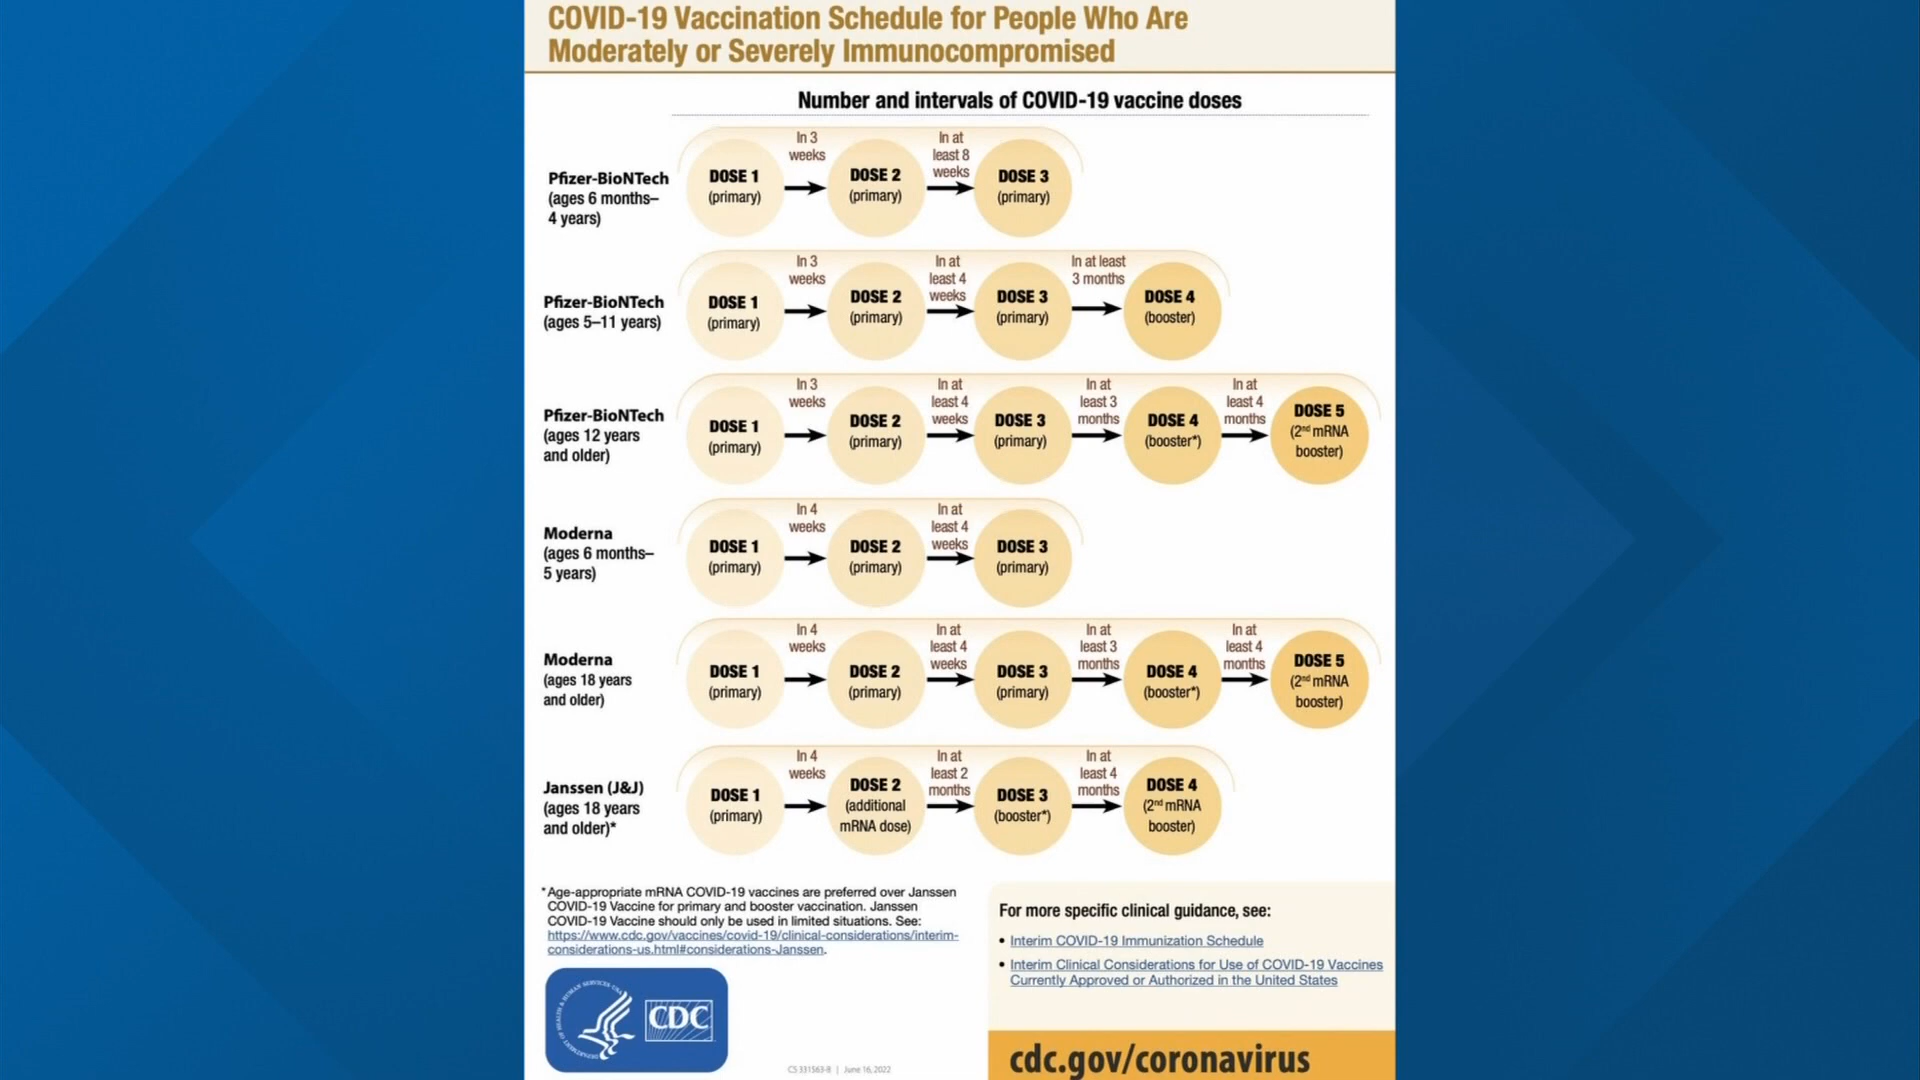 COVID-19 Vaccination Schedule for People Who Are
Moderately or Severely Immunocompromised
Number and intervals of COVID-19 vaccine doses
Pfizer-BioNTech
(ages 6 months–
4 years)
DOSE 1
(primary)
In 3
weeks
DOSE 2
(primary)
In at
least 8
weeks
DOSE 3
(primary)
Pfizer-BioNTech
(ages 5–11 years)
DOSE 1
(primary)
In 3
weeks
DOSE 2
(primary)
In at
least 4
weeks
DOSE 3
(primary)
In at least
3 months
DOSE 4
(booster)
Pfizer-BioNTech
(ages 12 years
and older)
DOSE 1
(primary)
In 3
weeks
DOSE 2
(primary)
In at
least 4
weeks
DOSE 3
(primary)
In at
least 3
months
DOSE 4
(booster*)
In at
least 4
months
DOSE 5
(2nd mRNA
booster)
Moderna
(ages 6 months–
5 years)
DOSE 1
(primary)
In 4
weeks
DOSE 2
(primary)
In at
least 4
weeks
DOSE 3
(primary)
Moderna
(ages 18 years
and older)
DOSE 1
(primary)
In 4
weeks
DOSE 2
(primary)
In at
least 4
weeks
DOSE 3
(primary)
In at
least 3
months
DOSE 4
(booster*)
In at
least 4
months
DOSE 5
(2nd mRNA
booster)
Janssen (J&J)
(ages 18 years
and older)*
DOSE 1
(primary)
In 4
weeks
DOSE 2
(additional
mRNA dose)
In at
least 2
months
DOSE 3
(booster*)
In at
least 4
months
DOSE 4
(2nd mRNA
booster)
*Age-appropriate mRNA COVID-19 vaccines are preferred over Janssen
COVID-19 Vaccine for primary and booster vaccination. Janssen
COVID-19 Vaccine should only be used in limited situations. See:
https://www.cdc.gov/vaccines/covid-19/clinical-considerations/interim-
considerations-us.html#considerations-Janssen.
For more specific clinical guidance, see:
• Interim COVID-19 Immunization Schedule
• Interim Clinical Considerations for Use of COVID-19 Vaccines
Currently Approved or Authorized in the United States
DEPARTMENT OF HEALTH & HUMAN SERVICES·USA
CDC
CS 331563-B | June 16, 2022
cdc.gov/coronavirus